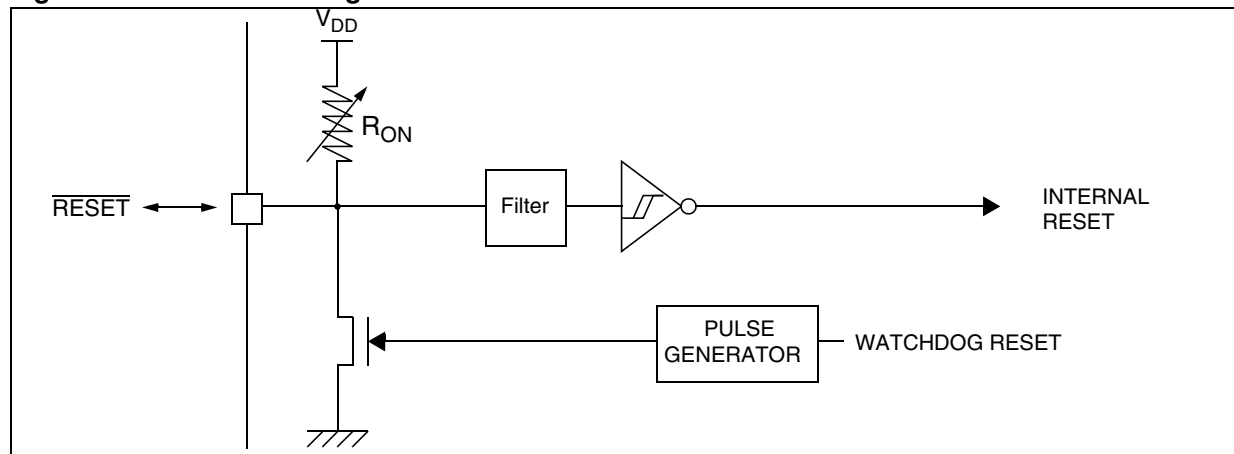 V_DD
R_ON
RESET
Filter
INTERNAL
RESET
PULSE
GENERATOR
WATCHDOG RESET